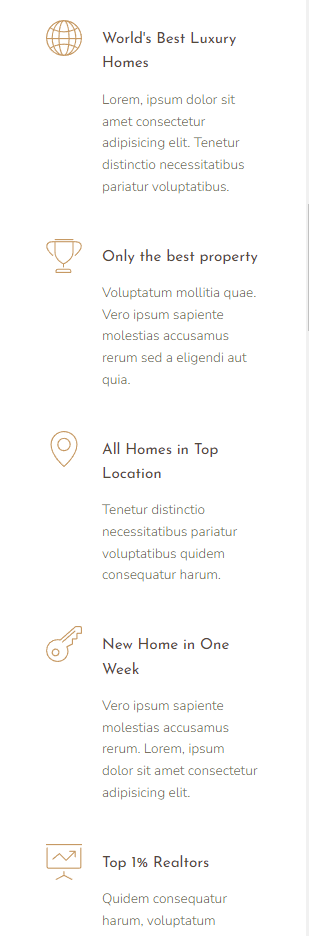 World's Best Luxury
Homes
Lorem, ipsum dolor sit
amet consectetur
adipisicing elit. Tenetur
distinctio necessitatibus
pariatur voluptatibus.
Only the best property
Voluptatum mollitia quae.
Vero ipsum sapiente
molestias accusamus
rerum sed a eligendi aut
quia.
All Homes in Top
Location
Tenetur distinctio
necessitatibus pariatur
voluptatibus quidem
consequatur harum.
New Home in One
Week
Vero ipsum sapiente
molestias accusamus
rerum. Lorem, ipsum
dolor sit amet consectetur
adipisicing elit.
Top 1% Realtors
Quidem consequatur
harum, voluptatum